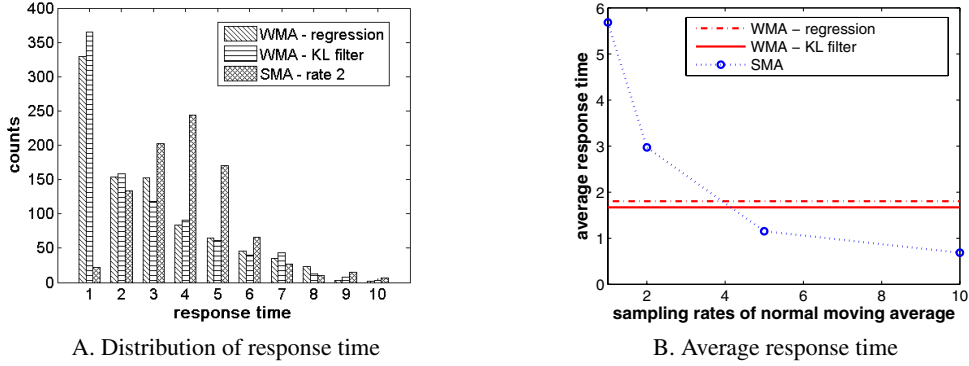 400
350
300
250
200
150
100
50
0
counts
WMA - regression
WMA - KL filter
SMA - rate 2
1 2 3 4 5 6 7 8 9 10
response time
A. Distribution of response time
6
5
4
3
2
1
0
average response time
WMA – regression
WMA – KL filter
SMA
2 4 6 8 10
sampling rates of normal moving average
B. Average response time